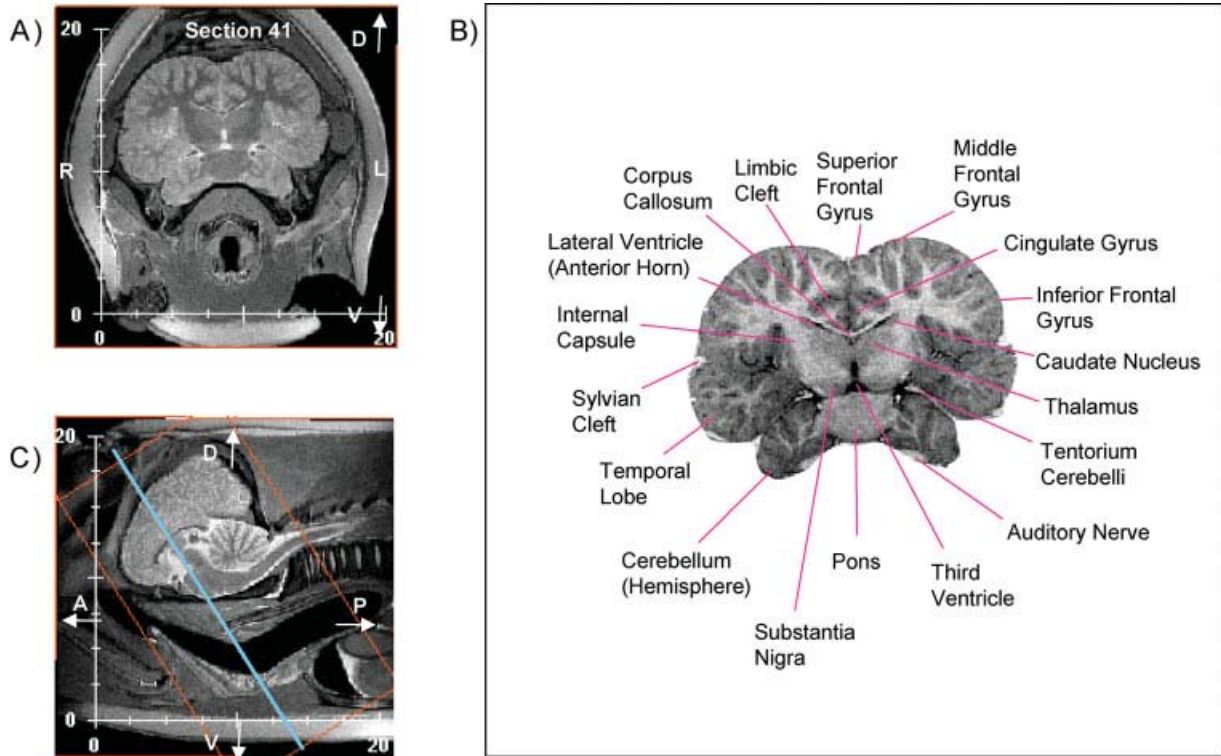 A)
20
Section 41
D
R
L
0
V
20
B)
Corpus
Callosum
Limbic
Cleft
Superior
Frontal
Gyrus
Middle
Frontal
Gyrus
Lateral Ventricle
(Anterior Horn)
Cingulate Gyrus
Internal
Capsule
Inferior Frontal
Gyrus
Caudate Nucleus
Sylvian
Cleft
Thalamus
Temporal
Lobe
Tentorium
Cerebelli
Auditory Nerve
Cerebellum
(Hemisphere)
Pons
Third
Ventricle
Substantia
Nigra
C)
20
D
A
P
0
0
V
20